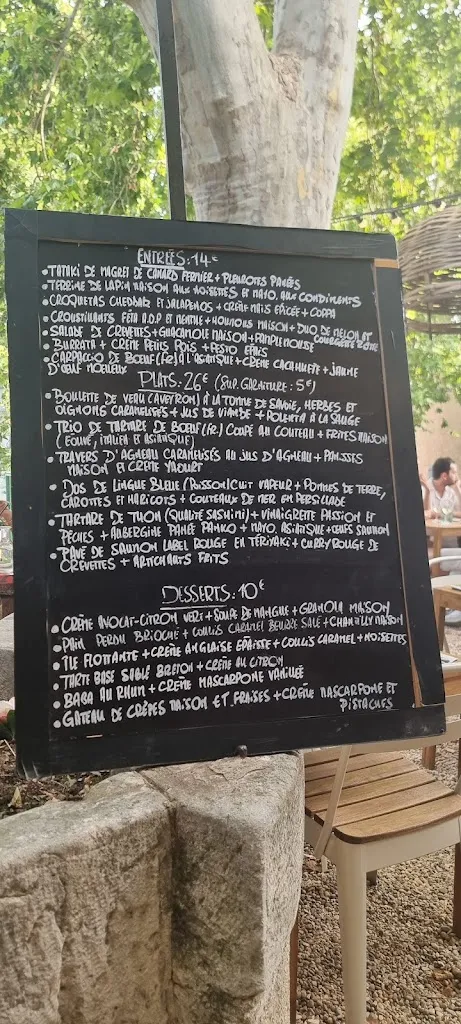 ENTRÉES : 14€
• TATAKI DE MAGRET DE CANARD FERMIER + PLEUROTES PANÉES
• TERRINE DE LAPIN MAISON AUX NOISETTES ET MAYO. AUX CONDIMENTS
• CROQUETAS CHEDDAR ET JALAPEÑOS + CRÈME MAÏS ÉPICÉE + COPPA
• CROUSTILLANTS FÉTA A.O.P ET MENTHE + HOUMOUS MAISON + DUO DE MELON ET
COURGETTE RÔTIE
• SALADE DE CREVETTES + GUACAMOLE MAISON + PAMPLEMOUSSE
• BURRATA + CRÈME PETITS POIS + PESTO
• CARPACCIO DE BOEUF (Fr) À L'ASIATIQUE + CRÈME CACAHUÈTE + JAUNE
D'OEUF MOELLEUX
PLATS : 26€ (SUP. GARNITURE : 5€)
• BOULETTE DE VEAU (AVEYRON) À LA TOMME DE SAVOIE, HERBES ET
OIGNONS CARAMÉLISÉS + JUS DE VIANDE + POLENTA À LA SAUGE
• TRIO DE TARTARE DE BOEUF (Fr.) COUPÉ AU COUTEAU + FRITES MAISON
(, ITALIEN ET ASIATIQUE)
• TRAVERS D'AGNEAU CARAMÉLISÉS AU JUS D'AGNEAU + PANISSES
MAISON ET CRÈME YAOURT
• DOS DE LINGUE BLEUE (POISSON) CUIT VAPEUR + POMMES DE TERRE,
CAROTTES ET HARICOTS + COUTEAUX DE MER EN PERSILLADE
• TARTARE DE THON (QUALITÉ SASHIMI) + VINAIGRETTE PASSION ET
PÊCHES + AUBERGINE PANÉE PANKO + MAYO. ASIATIQUE + OEUFS SAUMON
• PAVÉ DE SAUMON LABEL ROUGE EN TÉRIYAKI + CURRY ROUGE DE
CREVETTES + ARTICHAUTS FRITS
DESSERTS : 10€
• CRÈME AVOCAT-CITRON VERT + SOUPE DE MANGUE + GRANOLA MAISON
• PAIN PERDU BRIOCHÉ + COULIS CARAMEL BEURRE SALÉ + CHANTILLY MAISON
• ÎLE FLOTTANTE + CRÈME ANGLAISE ÉPAISSE + COULIS CARAMEL + NOISETTES
• TARTE BASE SABLÉ BRETON + CRÈME AU CITRON
• BABA AU RHUM + CRÈME MASCARPONE VANILLÉE
• GÂTEAU DE CRÊPES MAISON ET FRAISES + CRÈME MASCARPONE ET
PISTACHES